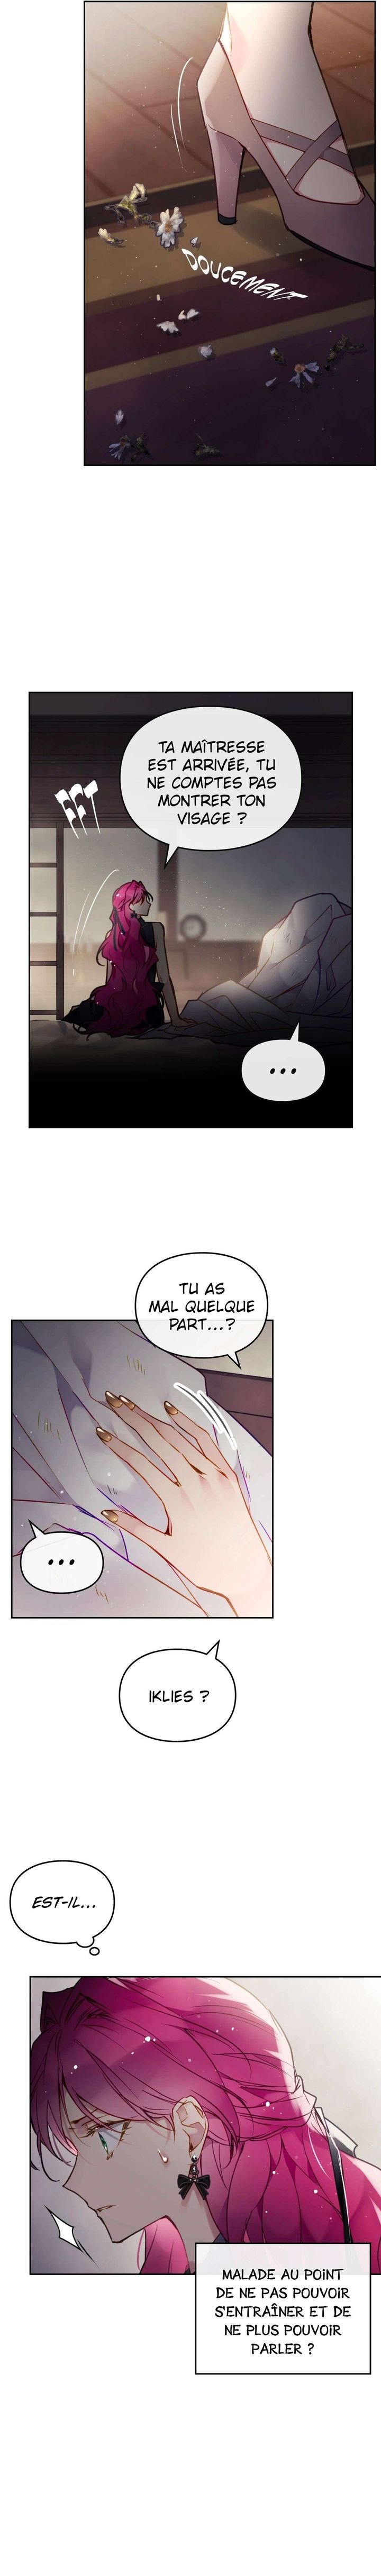 DOUCEMENT
TA MAÎTRESSE
EST ARRIVÉE, TU
NE COMPTES PAS
MONTRER TON
VISAGE ?
...
TU AS
MAL QUELQUE
PART...?
...
IKLIES ?
EST-IL...
MALADE AU POINT
DE NE PAS POUVOIR
S'ENTRAÎNER ET DE
NE PLUS POUVOIR
PARLER ?